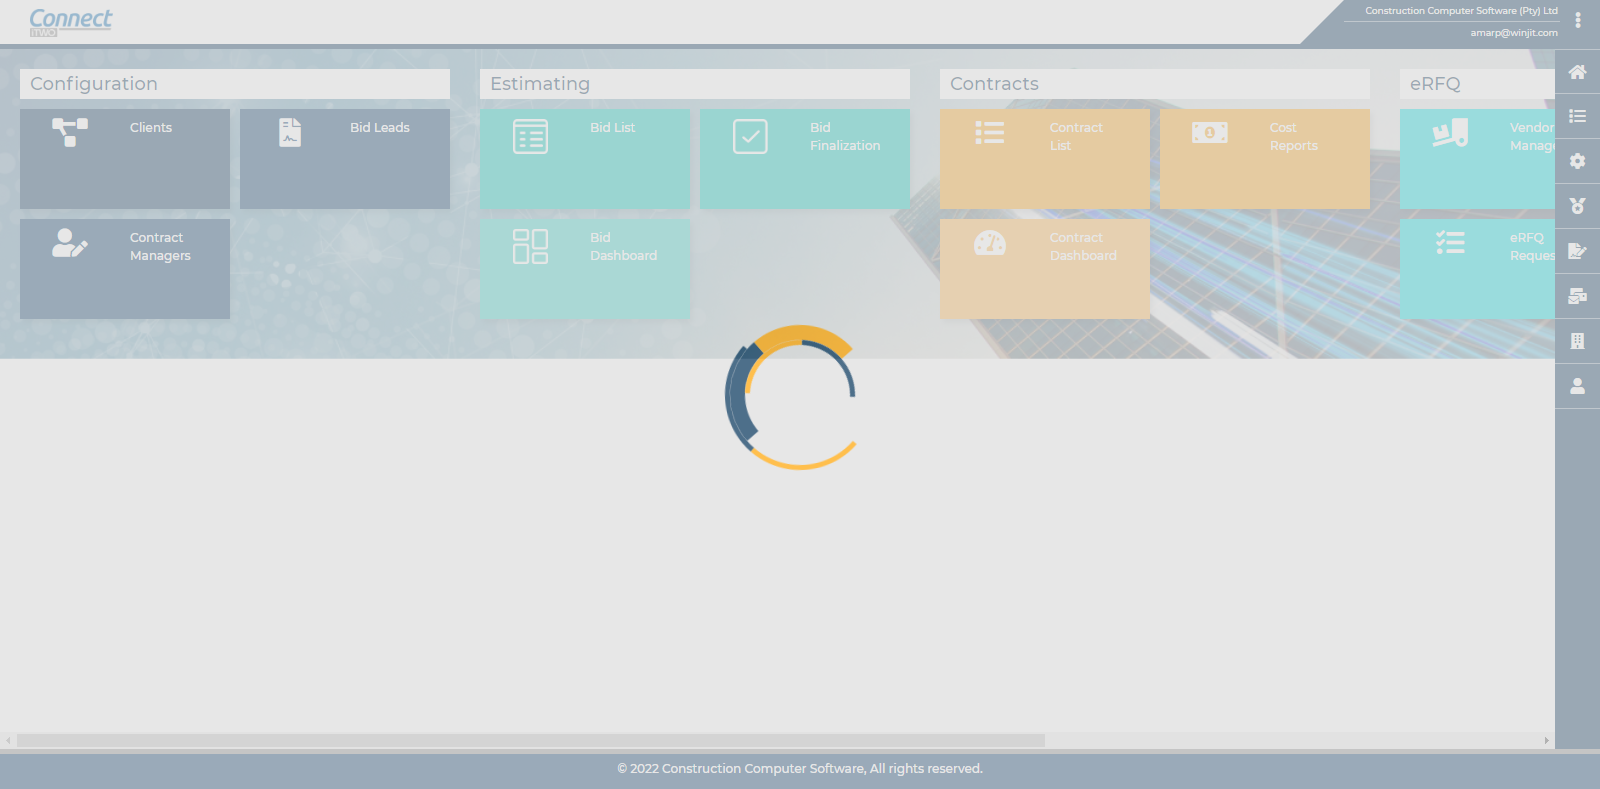 Connect
iTWO
Construction Computer Software (Pty) Ltd
amarp@winjit.com
Configuration
Clients
Bid Leads
Contract
Managers
Estimating
Bid List
Bid
Finalization
Bid
Dashboard
Contracts
Contract
List
Cost
Reports
Contract
Dashboard
eRFQ
Vendor
Manage
eRFQ
Reques
© 2022 Construction Computer Software, All rights reserved.